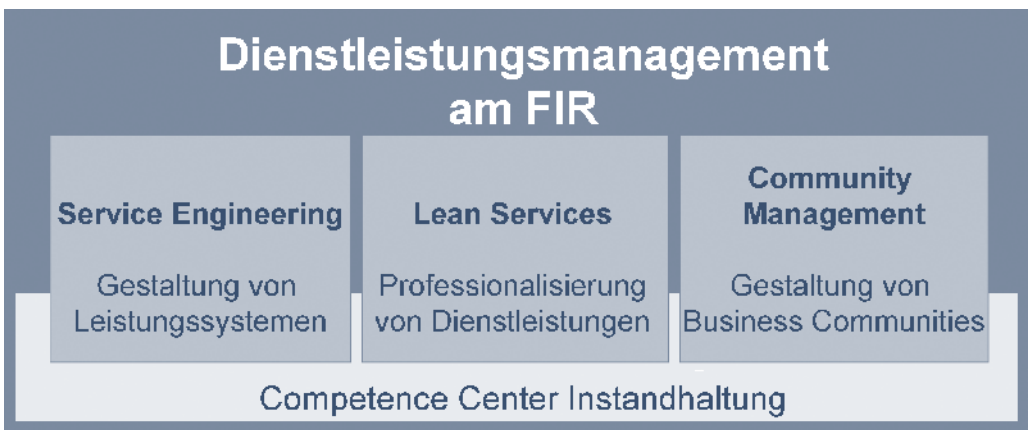 Dienstleistungsmanagement
am FIR
Service Engineering
Gestaltung von
Leistungssystemen
Lean Services
Professionalisierung
von Dienstleistungen
Community
Management
Gestaltung von
Business Communities
Competence Center Instandhaltung